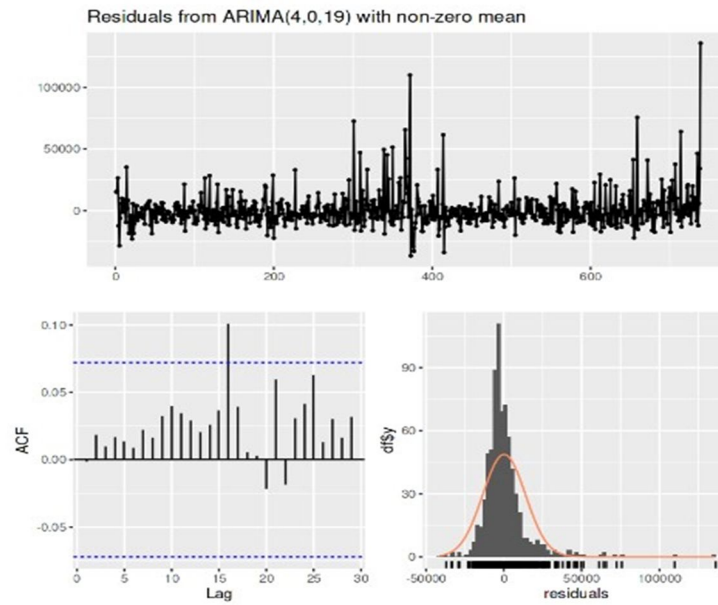 Residuals from ARIMA(4,0,19) with non-zero mean
100000
50000
0
0 200 400 600
0.10
0.05
0.00
-0.05
ACF
0 5 10 15 20 25 30
Lag
90
60
30
0
df$y
-50000 0 50000 100000
residuals